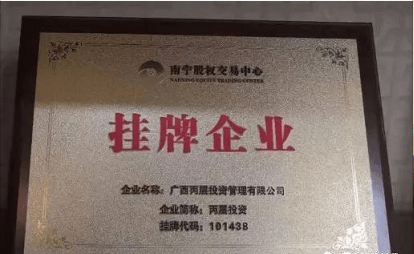 南宁股权交易中心
NANNING EQUITY TRADING CENTER
挂牌企业
企业名称：广西丙晟投资管理有限公司
企业简称：丙晟投资
挂牌代码：101438